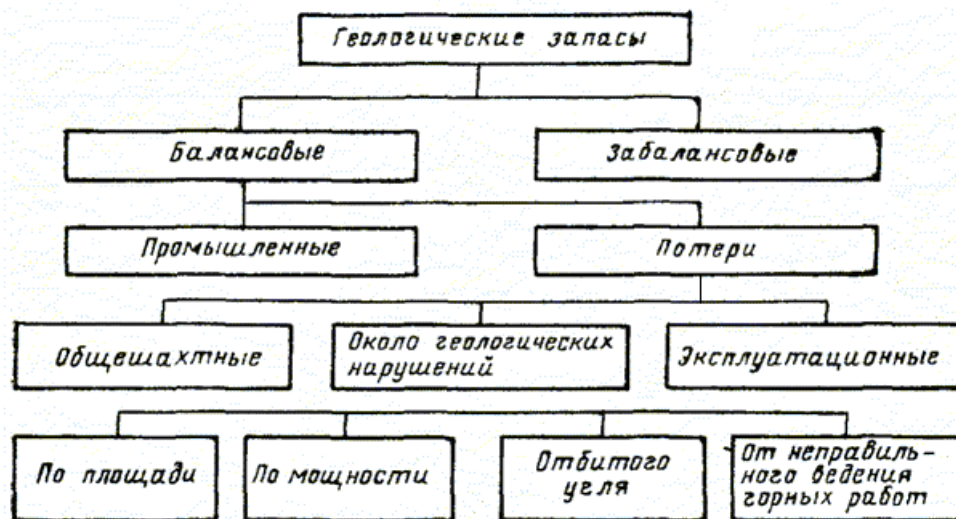 Геологические запасы
Балансовые
Забалансовые
Промышленные
Потери
Общешахтные
Около геологических
нарушений
Эксплуатационные
По площади
По мощности
Отбитого
угля
От неправиль-
ного ведения
горных работ